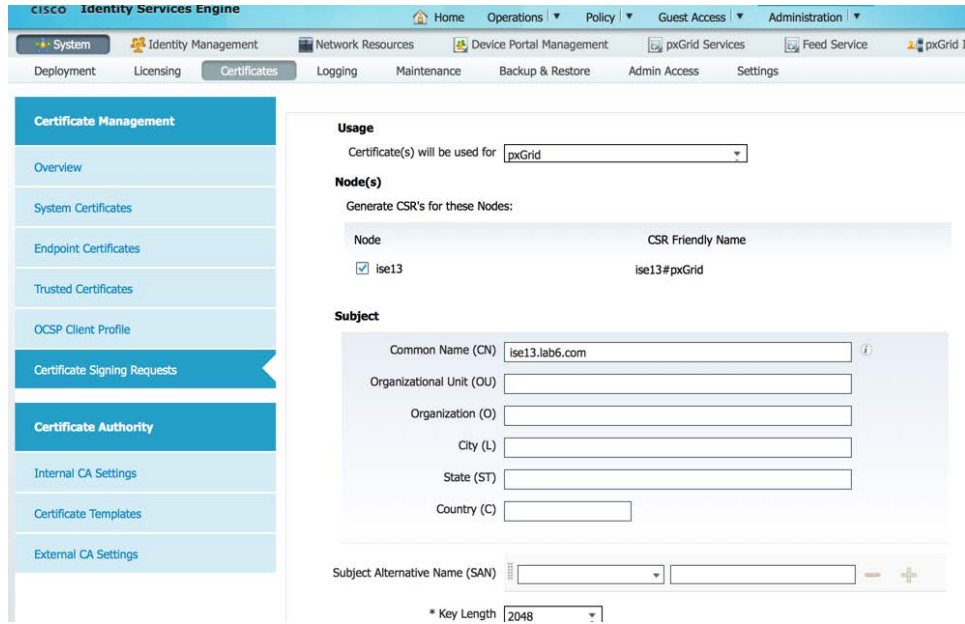 CISCO Identity Services Engine Home Operations Policy Guest Access Administration
System Identity Management Network Resources Device Portal Management pxGrid Services Feed Service pxGrid I
Deployment Licensing Certificates Logging Maintenance Backup & Restore Admin Access Settings
Certificate Management
Overview
System Certificates
Endpoint Certificates
Trusted Certificates
OCSP Client Profile
Certificate Signing Requests
Certificate Authority
Internal CA Settings
Certificate Templates
External CA Settings
Usage
Certificate(s) will be used for pxGrid
Node(s)
Generate CSR's for these Nodes:
Node CSR Friendly Name
ise13 ise13#pxGrid
Subject
Common Name (CN) ise13.lab6.com
Organizational Unit (OU)
Organization (O)
City (L)
State (ST)
Country (C)
Subject Alternative Name (SAN)
* Key Length 2048